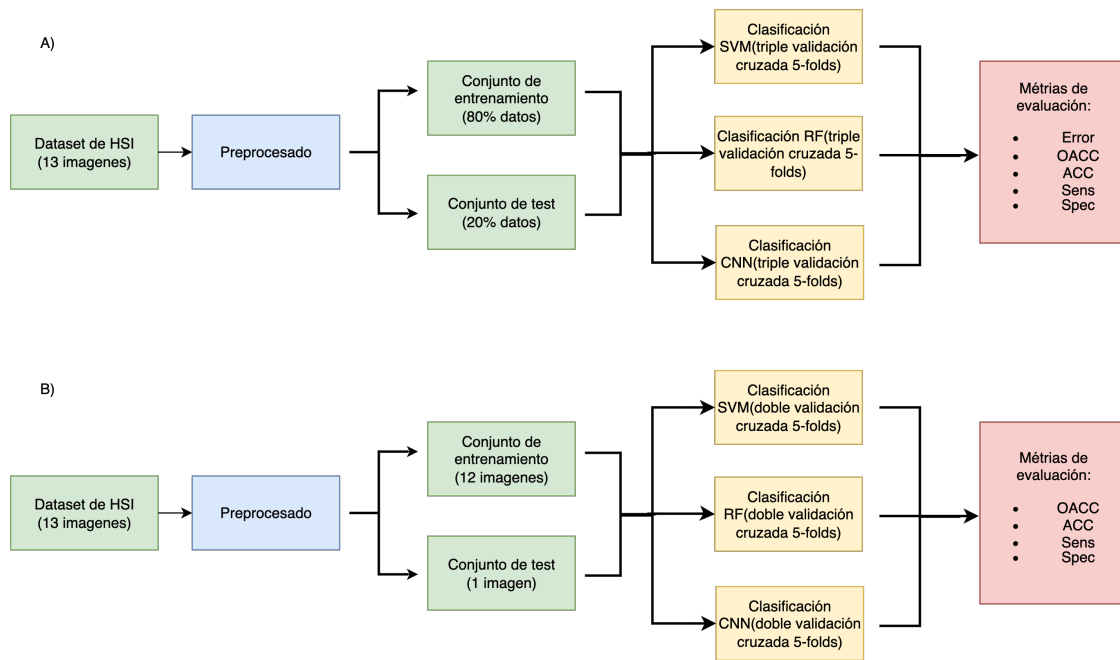 A)
Dataset de HSI
(13 imagenes)
Preprocesado
Conjunto de
entrenamiento
(80% datos)
Conjunto de test
(20% datos)
Clasificación
SVM(triple validación
cruzada 5-folds)
Clasificación RF(triple
validación cruzada 5-
folds)
Clasificación
CNN(triple validación
cruzada 5-folds)
Métrias de
evaluación:
• Error
• OACC
• ACC
• Sens
• Spec
B)
Dataset de HSI
(13 imagenes)
Preprocesado
Conjunto de
entrenamiento
(12 imagenes)
Conjunto de test
(1 imagen)
Clasificación
SVM(doble validación
cruzada 5-folds)
Clasificación
RF(doble validación
cruzada 5-folds)
Clasificación
CNN(doble validación
cruzada 5-folds)
Métrias de
evaluación:
• OACC
• ACC
• Sens
• Spec